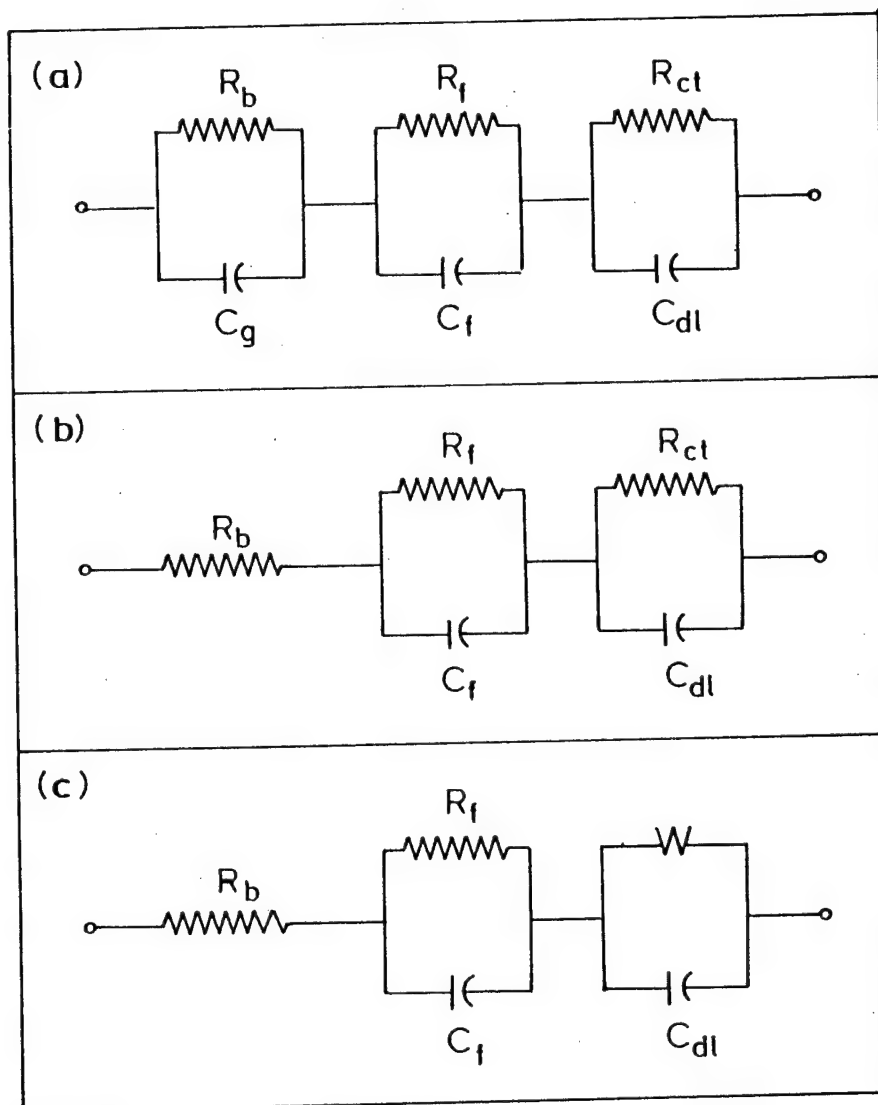 (a)
R_b R_f R_ct
C_g C_f C_dl
(b)
R_f R_ct
R_b
C_f C_dl
(c)
R_f W
R_b
C_f C_dl